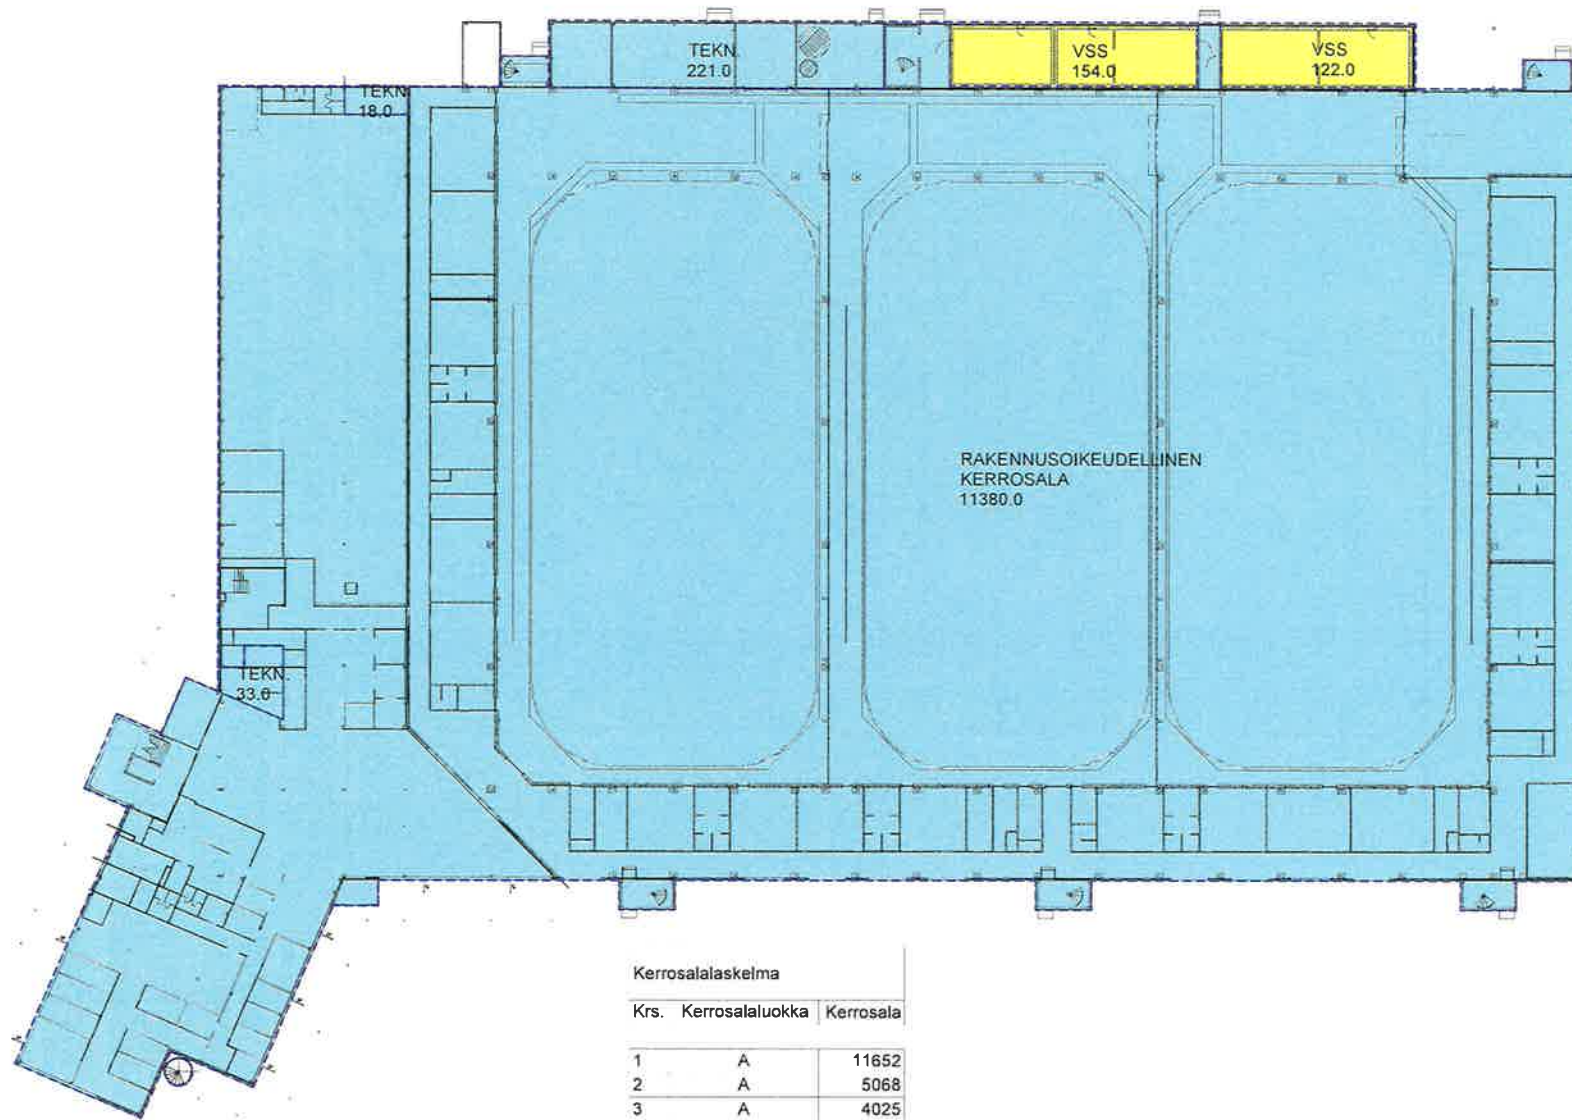 TEKN.
221.0
VSS
154.0
VSS
122.0
TEKN.
18.0
RAKENNUSOIKEUDELLINEN
KERROSALA
11380.0
TEKN.
33.0
Kerrosalalaskelma
Krs. Kerrosalaluokka Kerrosala
1 A 11652
2 A 5068
3 A 4025